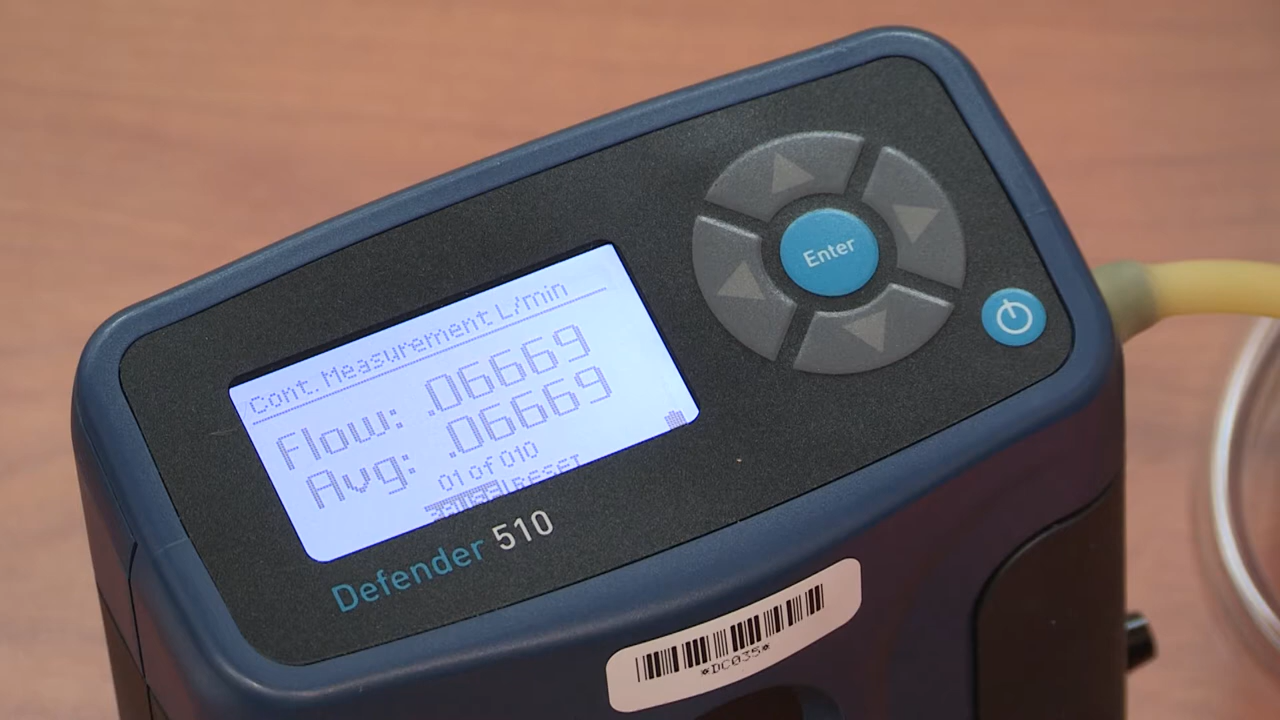 Cont. Measurement L/min
Flow: .06669
Avg: .06669
01 of 010
RESET
Defender 510
Enter
*DC035*